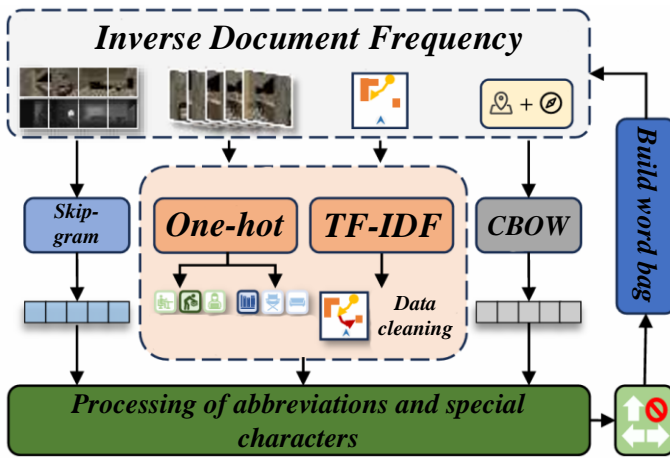 Inverse Document Frequency
+
Skip-
gram
One-hot
TF-IDF
CBOW
Data
cleaning
Build word bag
Processing of abbreviations and special
characters